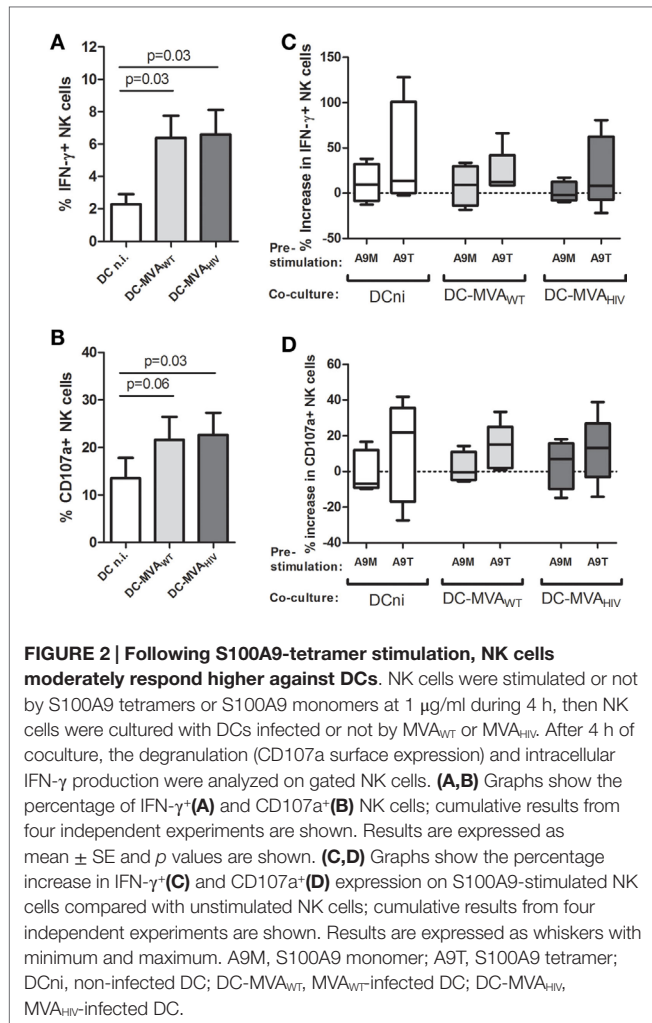 A
% IFN-γ+ NK cells
12
10
8
6
4
2
0
p=0.03
p=0.03
DC n.i.
DC-MVAWT
DC-MVAHIV
C
% Increase in IFN-γ+ NK cells
150
100
50
0
-50
Pre-stimulation:
A9M A9T A9M A9T A9M A9T
Co-culture:
DCni DC-MVAWT DC-MVAHIV
B
% CD107a+ NK cells
40
30
20
10
0
p=0.03
p=0.06
DC n.i.
DC-MVAWT
DC-MVAHIV
D
% increase in CD107a+ NK cells
60
40
20
0
-20
-40
Pre-stimulation:
A9M A9T A9M A9T A9M A9T
Co-culture:
DCni DC-MVAWT DC-MVAHIV
FIGURE 2 | Following S100A9-tetramer stimulation, NK cells
moderately respond higher against DCs. NK cells were stimulated or not
by S100A9 tetramers or S100A9 monomers at 1 μg/ml during 4 h, then NK
cells were cultured with DCs infected or not by MVAWT or MVAHIV. After 4 h of
coculture, the degranulation (CD107a surface expression) and intracellular
IFN-γ production were analyzed on gated NK cells. (A,B) Graphs show the
percentage of IFN-γ+(A) and CD107a+(B) NK cells; cumulative results from
four independent experiments are shown. Results are expressed as
mean ± SE and p values are shown. (C,D) Graphs show the percentage
increase in IFN-γ+(C) and CD107a+(D) expression on S100A9-stimulated NK
cells compared with unstimulated NK cells; cumulative results from four
independent experiments are shown. Results are expressed as whiskers with
minimum and maximum. A9M, S100A9 monomer; A9T, S100A9 tetramer;
DCni, non-infected DC; DC-MVAWT, MVAWT-infected DC; DC-MVAHIV,
MVAHIV-infected DC.